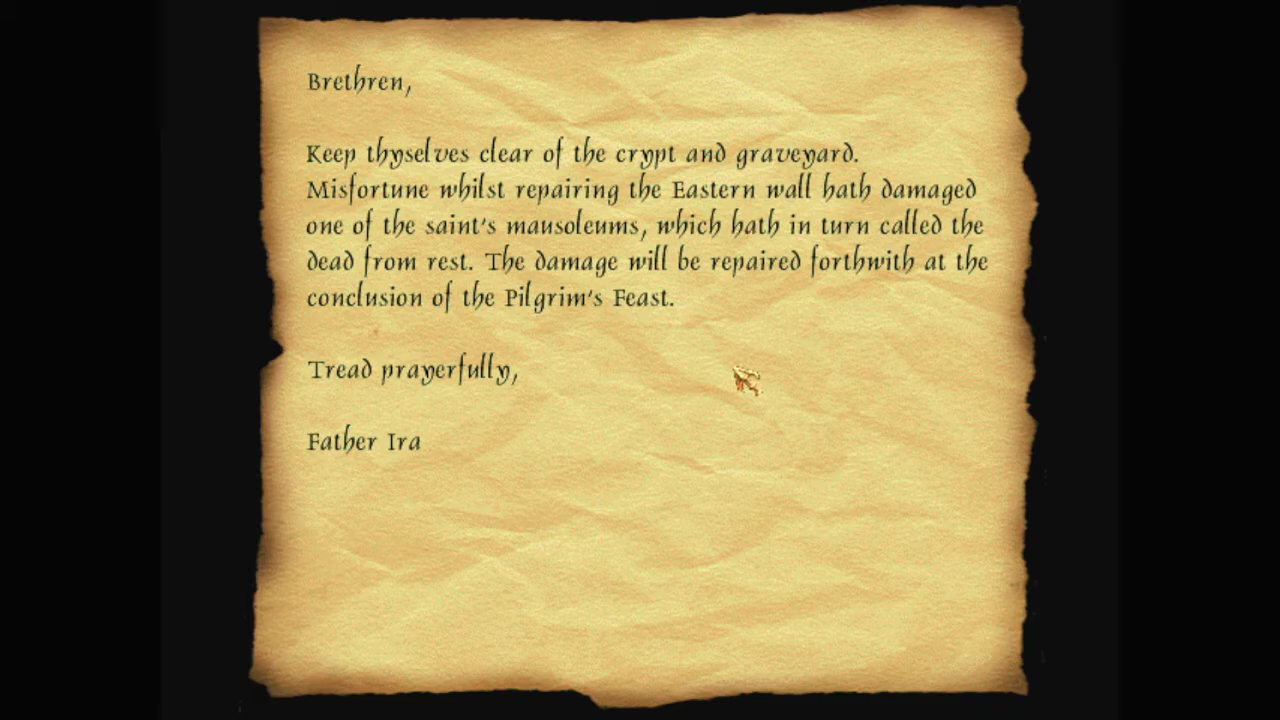 Brethren,
Keep thyselves clear of the crypt and graveyard.
Misfortune whilst repairing the Eastern wall hath damaged
one of the saint's mausoleums, which hath in turn called the
dead from rest. The damage will be repaired forthwith at the
conclusion of the Pilgrim's Feast.
Tread prayerfully,
Father Ira